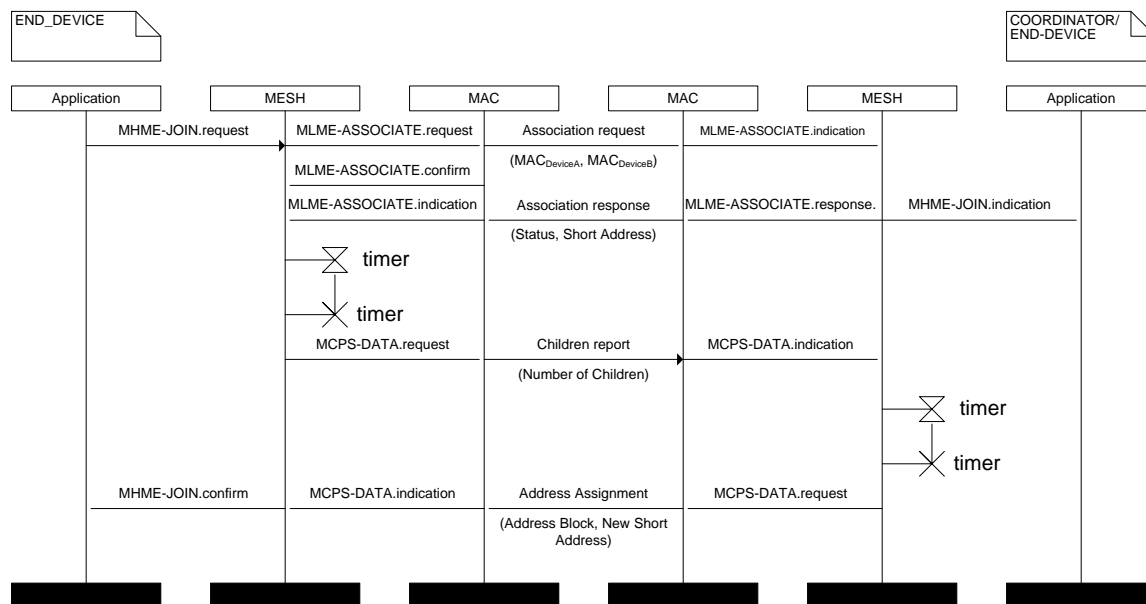 END_DEVICE
COORDINATOR/
END-DEVICE
Application
MESH
MAC
MAC
MESH
Application
MHME-JOIN.request
MLME-ASSOCIATE.request
Association request
MLME-ASSOCIATE.indication
(MACDeviceA, MACDeviceB)
MLME-ASSOCIATE.confirm
MLME-ASSOCIATE.indication
Association response
MLME-ASSOCIATE.response.
MHME-JOIN.indication
(Status, Short Address)
timer
timer
MCPS-DATA.request
Children report
MCPS-DATA.indication
(Number of Children)
timer
timer
MHME-JOIN.confirm
MCPS-DATA.indication
Address Assignment
MCPS-DATA.request
(Address Block, New Short
Address)